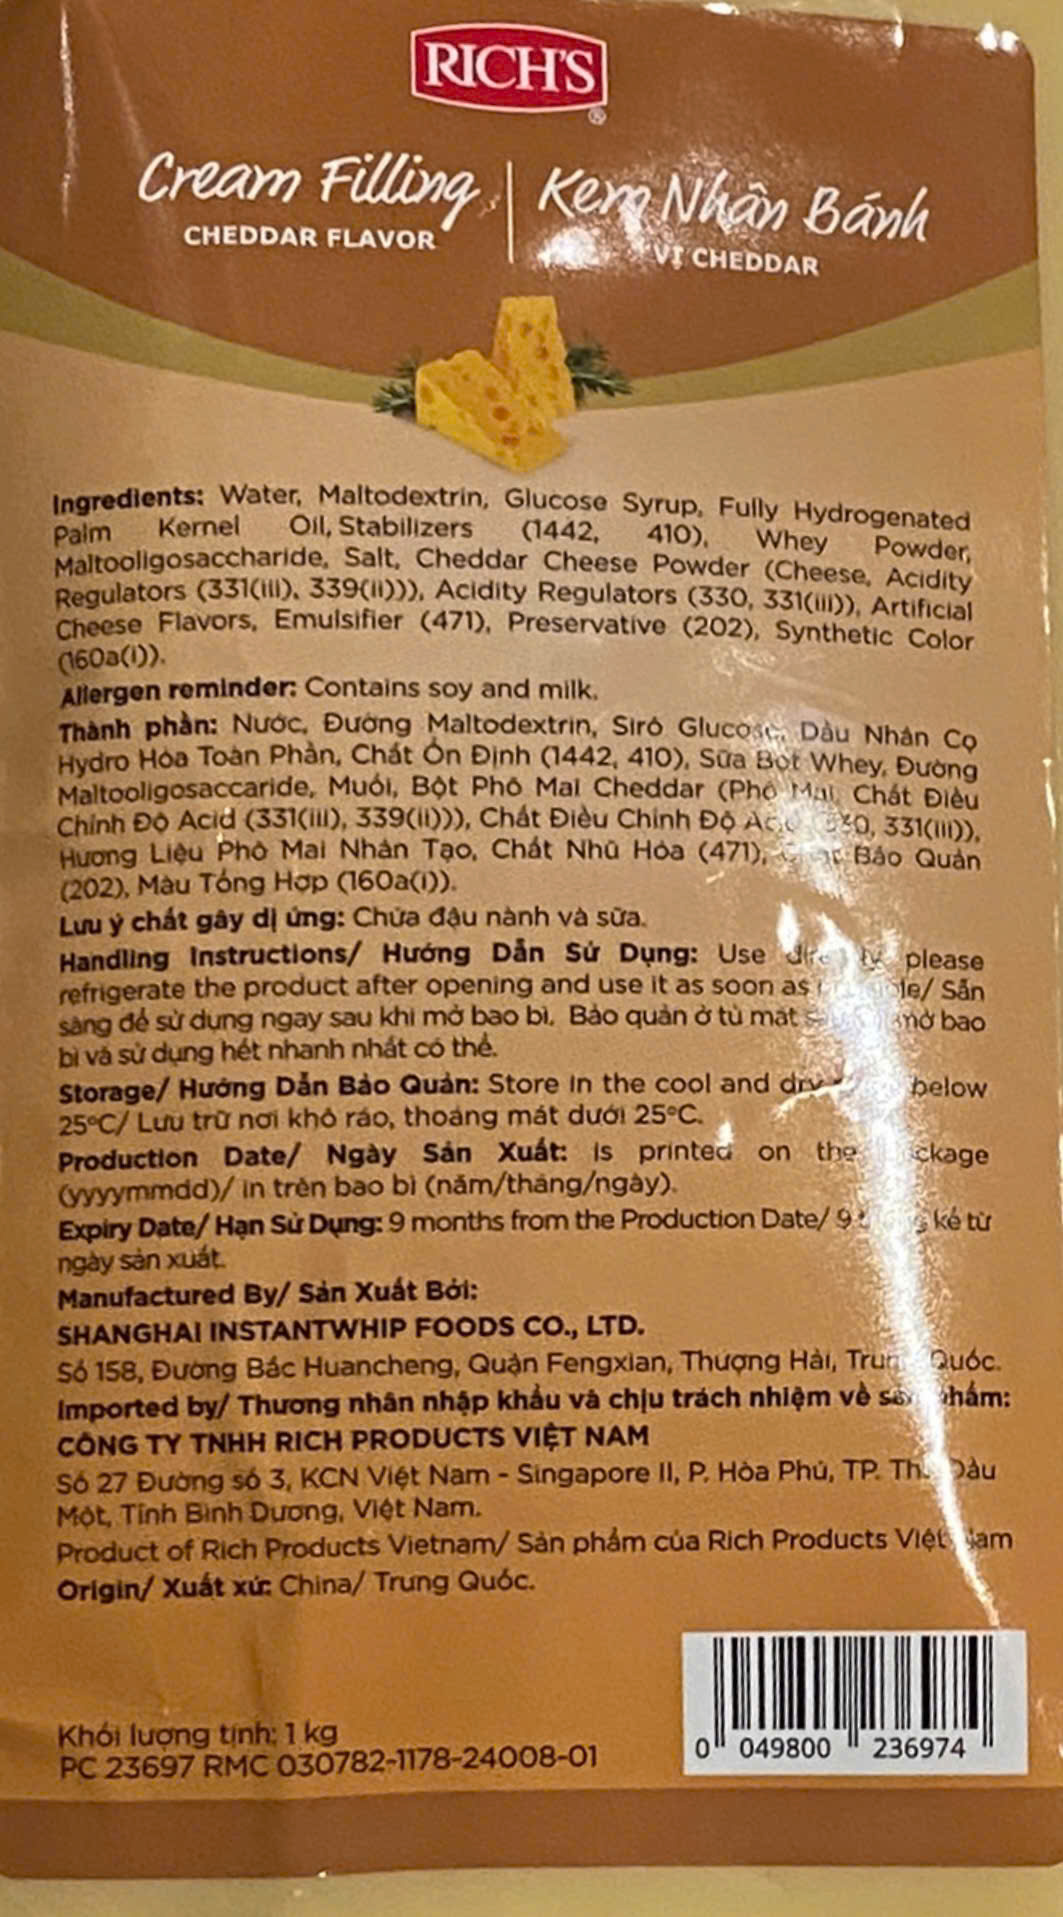 RICH'S
®
Cream Filling | Kem Nhân Bánh
CHEDDAR FLAVOR VỊ CHEDDAR
Ingredients: Water, Maltodextrin, Glucose Syrup, Fully Hydrogenated
Palm Kernel Oil, Stabilizers (1442, 410), Whey Powder,
Maltooligosaccharide, Salt, Cheddar Cheese Powder (Cheese, Acidity
Regulators (331(iii), 339(ii))), Acidity Regulators (330, 331(iii)), Artificial
Cheese Flavors, Emulsifier (471), Preservative (202), Synthetic Color
(160a(i)).
Allergen reminder: Contains soy and milk.
Thành phần: Nước, Đường Maltodextrin, Sirô Glucose, Dầu Nhân Cọ
Hydro Hóa Toàn Phần, Chất Ổn Định (1442, 410), Sữa Bột Whey, Đường
Maltooligosaccaride, Muối, Bột Phô Mai Cheddar (Phô Mai, Chất Điều
Chỉnh Độ Acid (331(iii), 339(ii))), Chất Điều Chỉnh Độ 331(iii)),
Hương Liệu Phô Mai Nhân Tạo, Chất Nhũ Hóa (471), Bảo Quản
(202), Màu Tổng Hợp (160a(i)).
Lưu ý chất gây dị ứng: Chứa đậu nành và sữa.
Handling Instructions/ Hướng Dẫn Sử Dụng: Use please
refrigerate the product after opening and use it as soon as Sẵn
sàng để sử dụng ngay sau khi mở bao bì. Bảo quản ở tủ mát mở bao
bì và sử dụng hết nhanh nhất có thể.
Storage/ Hướng Dẫn Bảo Quản: Store in the cool and dry below
25°C/ Lưu trữ nơi khô ráo, thoáng mát dưới 25°C.
Production Date/ Ngày Sản Xuất: is printed on the
(yyyymmdd)/ in trên bao bì (năm/tháng/ngày).
Expiry Date/ Hạn Sử Dụng: 9 months from the Production Date/ 9 kể từ
ngày sản xuất.
Manufactured By/ Sản Xuất Bởi:
SHANGHAI INSTANTWHIP FOODS CO., LTD.
Số 158, Đường Bắc Huancheng, Quận Fengxian, Thượng Hải, Trung Quốc.
Imported by/ Thương nhân nhập khẩu và chịu trách nhiệm về sản phẩm:
CÔNG TY TNHH RICH PRODUCTS VIỆT NAM
Số 27 Đường số 3, KCN Việt Nam - Singapore II, P. Hòa Phú, TP. Dầu
Một, Tỉnh Bình Dương, Việt Nam.
Product of Rich Products Vietnam/ Sản phẩm của Rich Products Việt Nam
Origin/ Xuất xứ: China/ Trung Quốc.
Khối lượng tịnh: 1 kg
PC 23697 RMC 030782-1178-24008-01
0 049800 236974